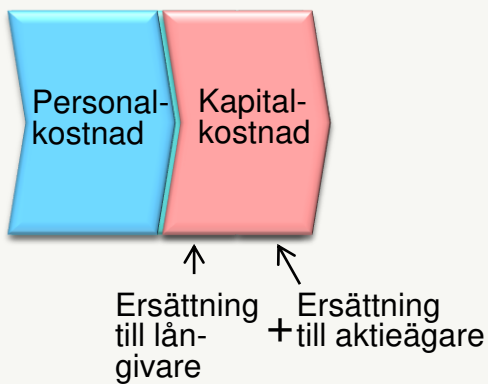 Personal-
kostnad
Kapital-
kostnad
Ersättning
till lån-
givare
+
Ersättning
till aktieägare